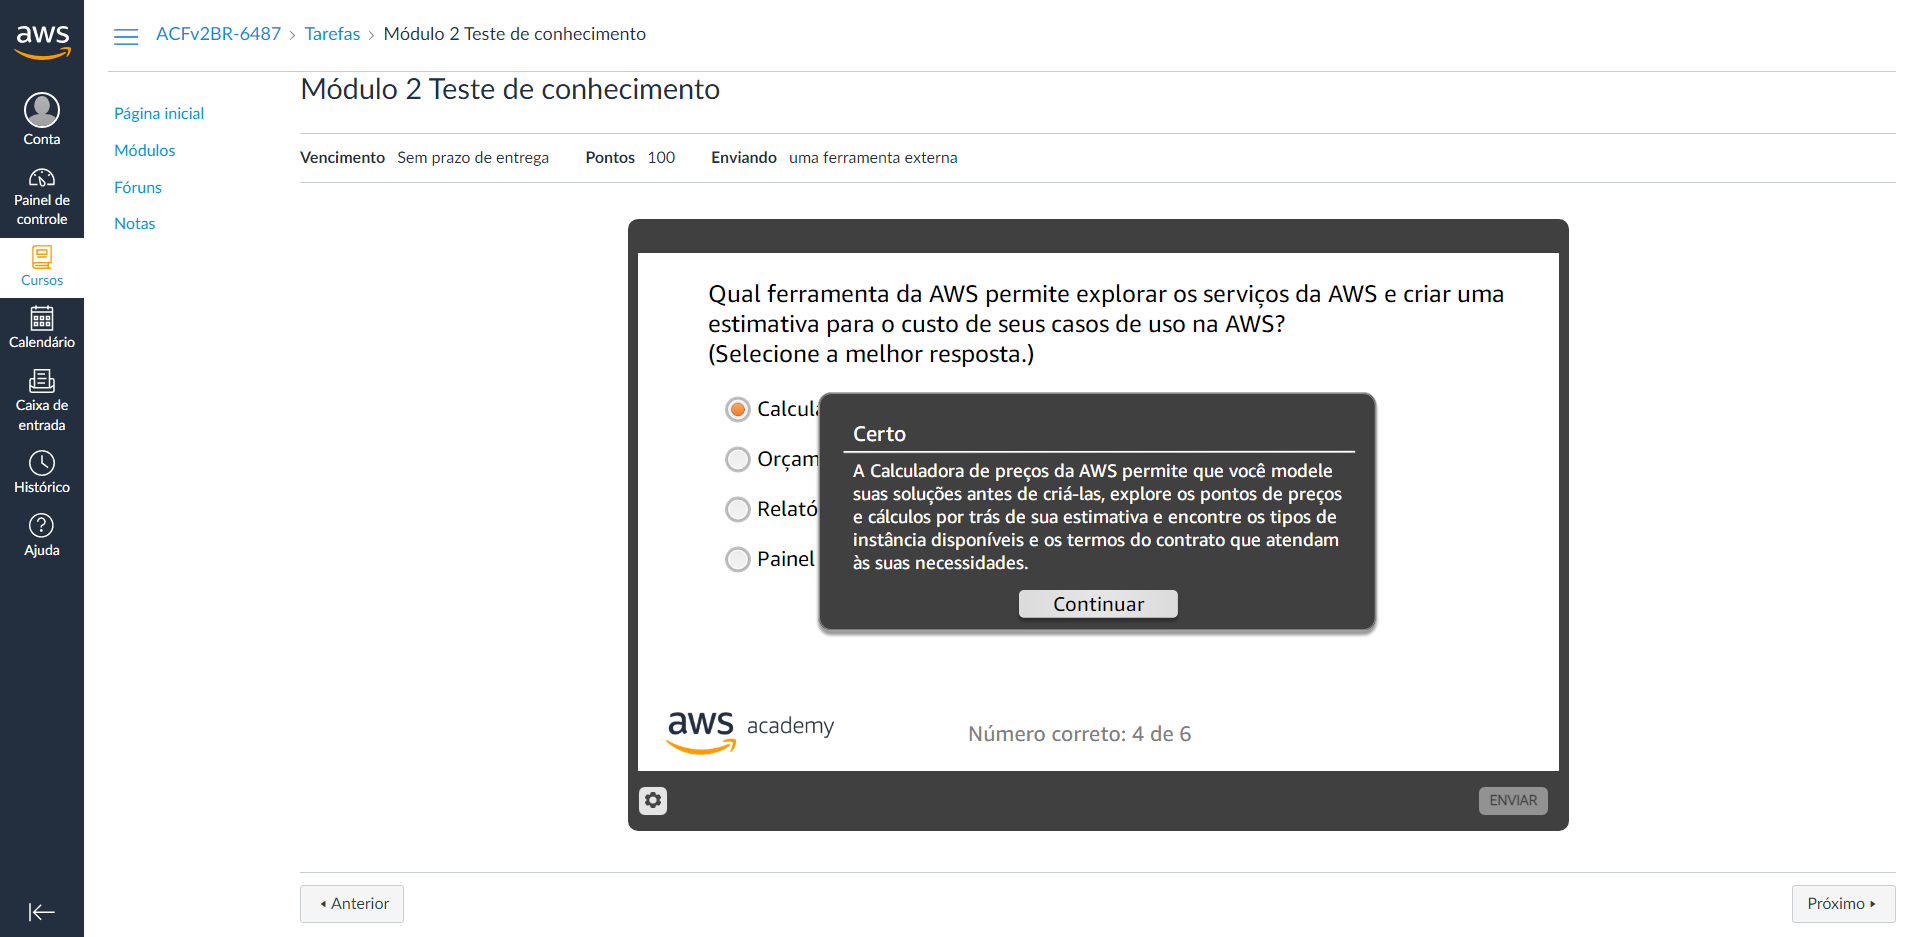 aws
Conta
Painel de
controle
Cursos
Calendário
Caixa de
entrada
Histórico
Ajuda
ACFv2BR-6487 › Tarefas › Módulo 2 Teste de conhecimento
Página inicial
Módulos
Fóruns
Notas
Módulo 2 Teste de conhecimento
Vencimento Sem prazo de entrega Pontos 100 Enviando uma ferramenta externa
Qual ferramenta da AWS permite explorar os serviços da AWS e criar uma
estimativa para o custo de seus casos de uso na AWS?
(Selecione a melhor resposta.)
Calcula
Orçam
Relató
Painel
Certo
A Calculadora de preços da AWS permite que você modele
suas soluções antes de criá-las, explore os pontos de preços
e cálculos por trás de sua estimativa e encontre os tipos de
instância disponíveis e os termos do contrato que atendam
às suas necessidades.
Continuar
aws academy
Número correto: 4 de 6
ENVIAR
Anterior
Próximo